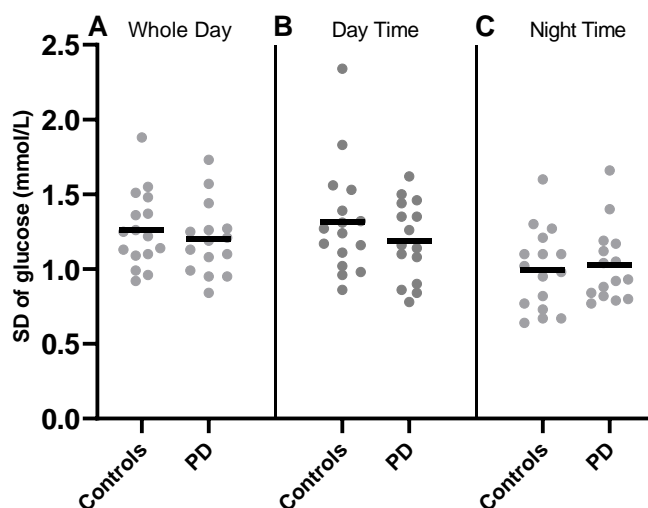 A Whole Day B Day Time C Night Time
SD of glucose (mmol/L)
2.5
2.0
1.5
1.0
0.5
0.0
Controls PD Controls PD Controls PD